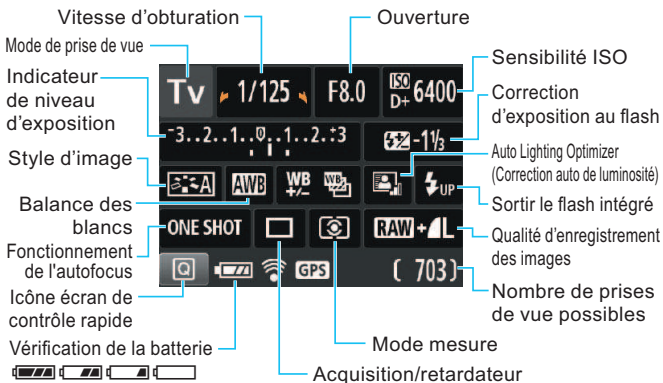 Vitesse d'obturation
Ouverture
Mode de prise de vue
Sensibilité ISO
Indicateur
de niveau
d'exposition
Correction
d'exposition au flash
Style d'image
Auto Lighting Optimizer
(Correction auto de luminosité)
Balance des
blancs
Sortir le flash intégré
Fonctionnement
de l'autofocus
Qualité d'enregistrement
des images
Icône écran de
contrôle rapide
Nombre de prises
de vue possibles
Vérification de la batterie
Mode mesure
Acquisition/retardateur
Tv 1/125 F8.0 ISO D+ 6400
-3..2..1..0..1..2.+3 -1 1/3
A AWB WB +/- WB UP
ONE SHOT RAW + L
Q GPS ( 703)